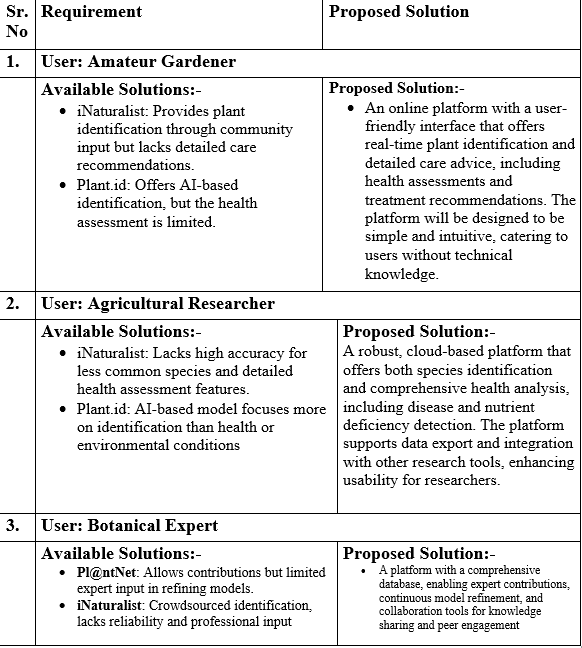 Sr. No
Requirement
Proposed Solution
1.
User: Amateur Gardener
Available Solutions:-
• iNaturalist: Provides plant
identification through community
input but lacks detailed care
recommendations.
• Plant.id: Offers AI-based
identification, but the health
assessment is limited.
Proposed Solution:-
• An online platform with a user-
friendly interface that offers
real-time plant identification and
detailed care advice, including
health assessments and
treatment recommendations. The
platform will be designed to be
simple and intuitive, catering to
users without technical
knowledge.
2.
User: Agricultural Researcher
Available Solutions:-
• iNaturalist: Lacks high accuracy for
less common species and detailed
health assessment features.
• Plant.id: AI-based model focuses more
on identification than health or
environmental conditions
Proposed Solution:-
A robust, cloud-based platform that
offers both species identification
and comprehensive health analysis,
including disease and nutrient
deficiency detection. The platform
supports data export and integration
with other research tools, enhancing
usability for researchers.
3.
User: Botanical Expert
Available Solutions:-
• Pl@ntNet: Allows contributions but limited
expert input in refining models.
• iNaturalist: Crowdsourced identification,
lacks reliability and professional input
Proposed Solution:-
• A platform with a comprehensive
database, enabling expert contributions,
continuous model refinement, and
collaboration tools for knowledge
sharing and peer engagement